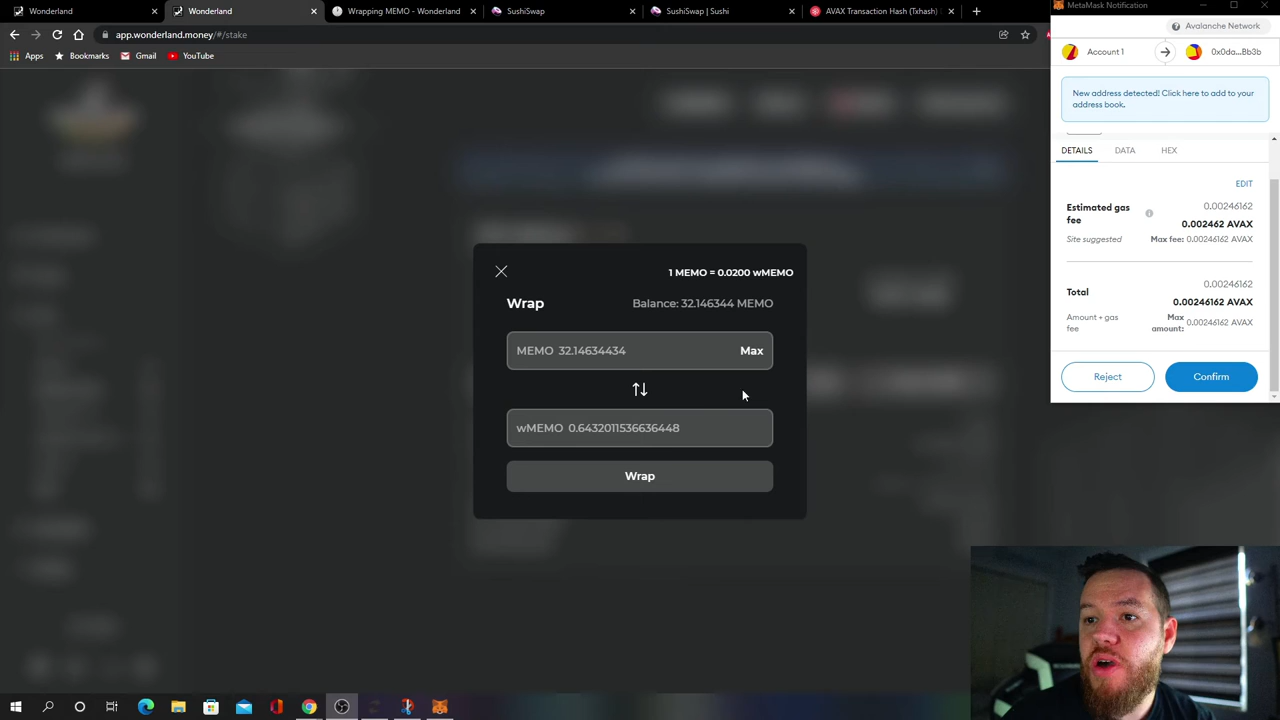 Wonderland
Wonderland
Wrapping MEMO - Wonderland
SushiSwap
SushiSwap | Sushi
AVAX Transaction Hash (Txhash)
app.wonderland.money/#/stake
Apps
Bookmarks
Gmail
YouTube
MetaMask Notification
Avalanche Network
Account 1
0x0da...Bb3b
New address detected! Click here to add to your
address book.
DETAILS
DATA
HEX
EDIT
Estimated gas
fee
0.00246162
0.002462 AVAX
Site suggested
Max fee: 0.00246162 AVAX
Total
0.00246162
0.00246162 AVAX
Amount + gas
fee
Max
amount:
0.00246162 AVAX
Reject
Confirm
1 MEMO = 0.0200 wMEMO
Wrap
Balance: 32.146344 MEMO
MEMO 32.14634434
Max
wMEMO 0.6432011536636448
Wrap